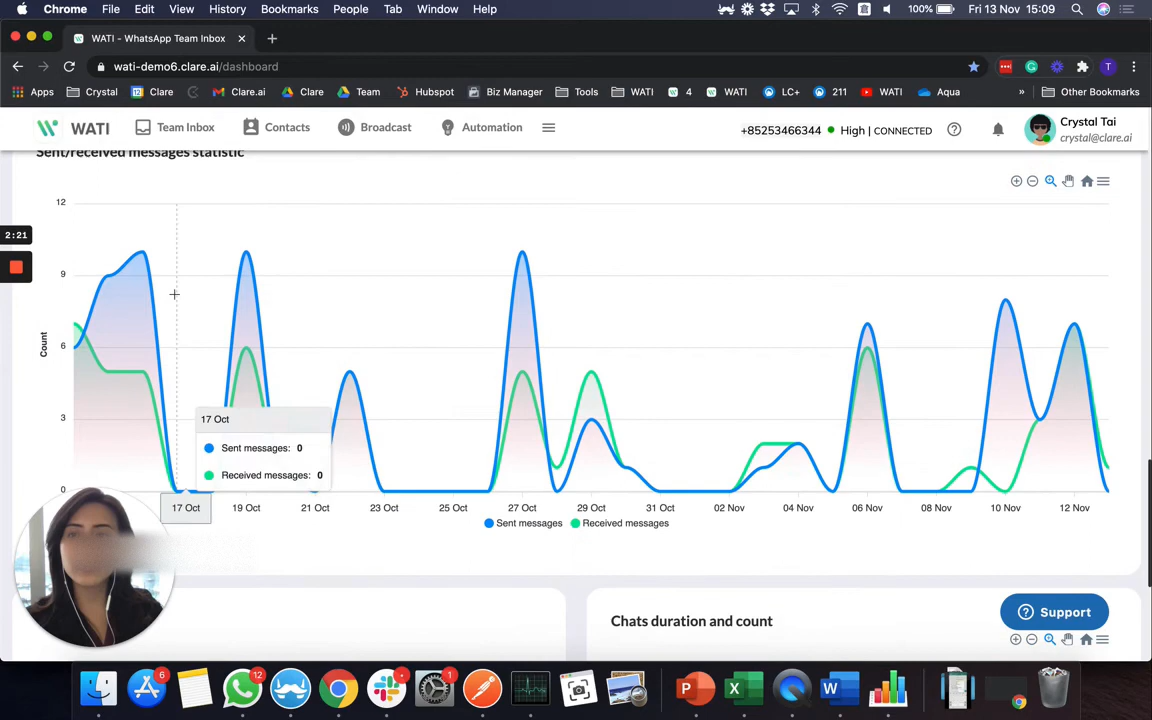 Chrome File Edit View History Bookmarks People Tab Window Help 100% Fri 13 Nov 15:09
WATI - WhatsApp Team Inbox
wati-demo6.clare.ai/dashboard
Apps Crystal Clare Clare.ai Clare Team Hubspot Biz Manager Tools WATI 4 WATI LC+ 211 WATI Aqua » Other Bookmarks
WATI Team Inbox Contacts Broadcast Automation +85253466344 High | CONNECTED Crystal Tai
crystal@clare.ai
Sent/received messages statistic
12
9
6
3
0
Count
2:21
17 Oct
Sent messages: 0
Received messages: 0
17 Oct 19 Oct 21 Oct 23 Oct 25 Oct 27 Oct 29 Oct 31 Oct 02 Nov 04 Nov 06 Nov 08 Nov 10 Nov 12 Nov
Sent messages Received messages
Chats duration and count
Support
6 12 1